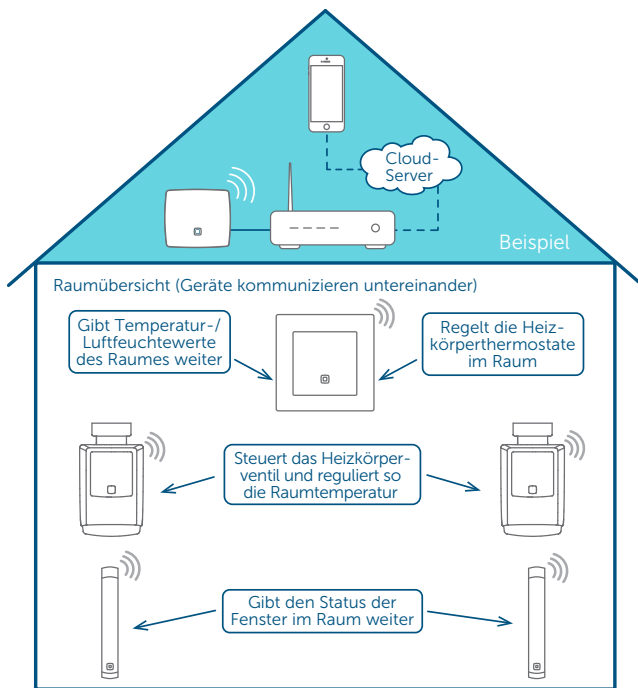 Cloud-
Server
Beispiel
Raumübersicht (Geräte kommunizieren untereinander)
Gibt Temperatur-/
Luftfeuchtewerte
des Raumes weiter
Regelt die Heiz-
körperthermostate
im Raum
Steuert das Heizkörper-
ventil und reguliert so
die Raumtemperatur
Gibt den Status der
Fenster im Raum weiter